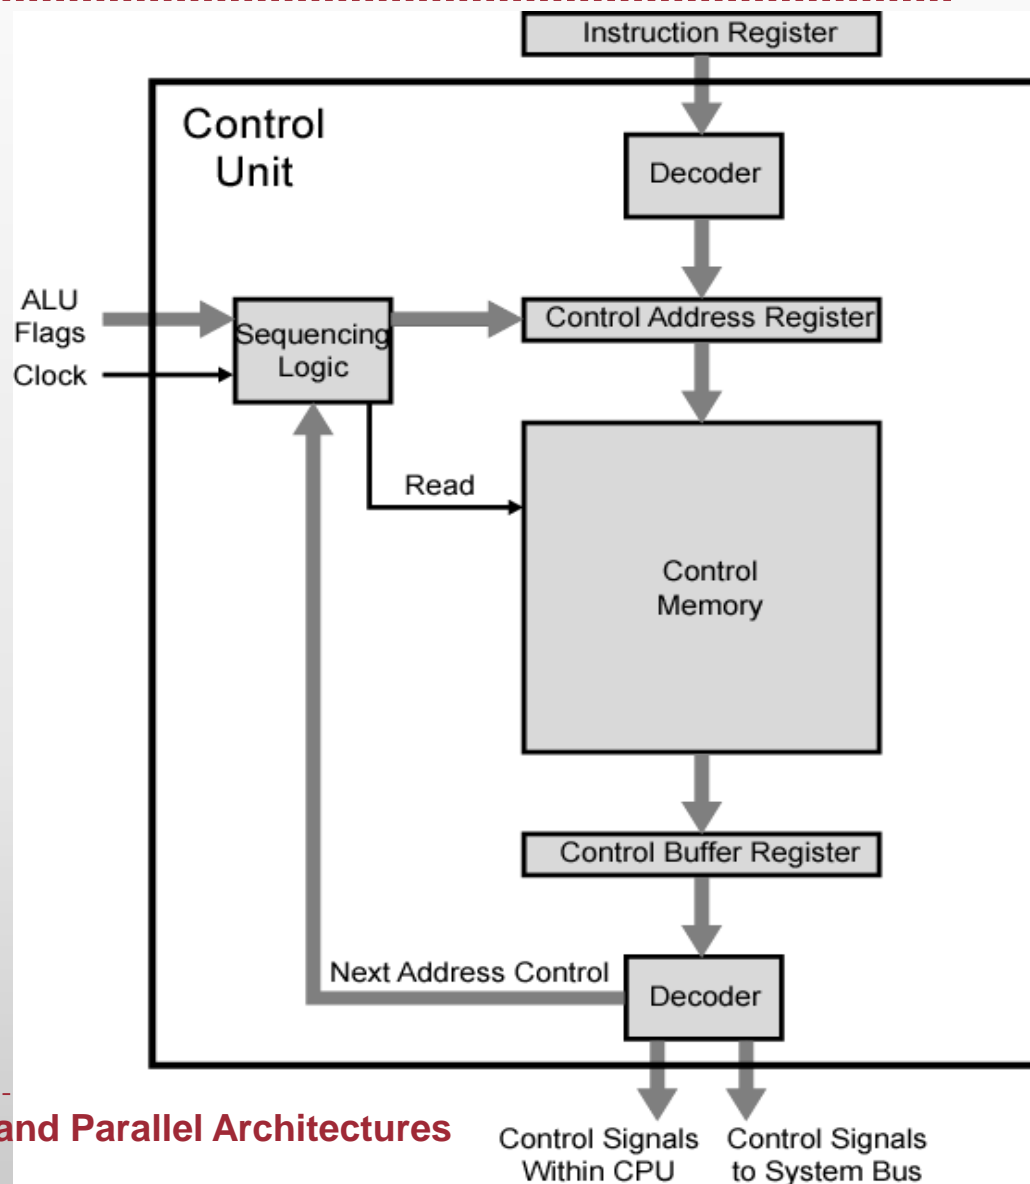 Instruction Register
Control
Unit
Decoder
ALU
Flags
Clock
Sequencing
Logic
Control Address Register
Read
Control
Memory
Control Buffer Register
Next Address Control
Decoder
and Parallel Architectures
Control Signals
Within CPU
Control Signals
to System Bus